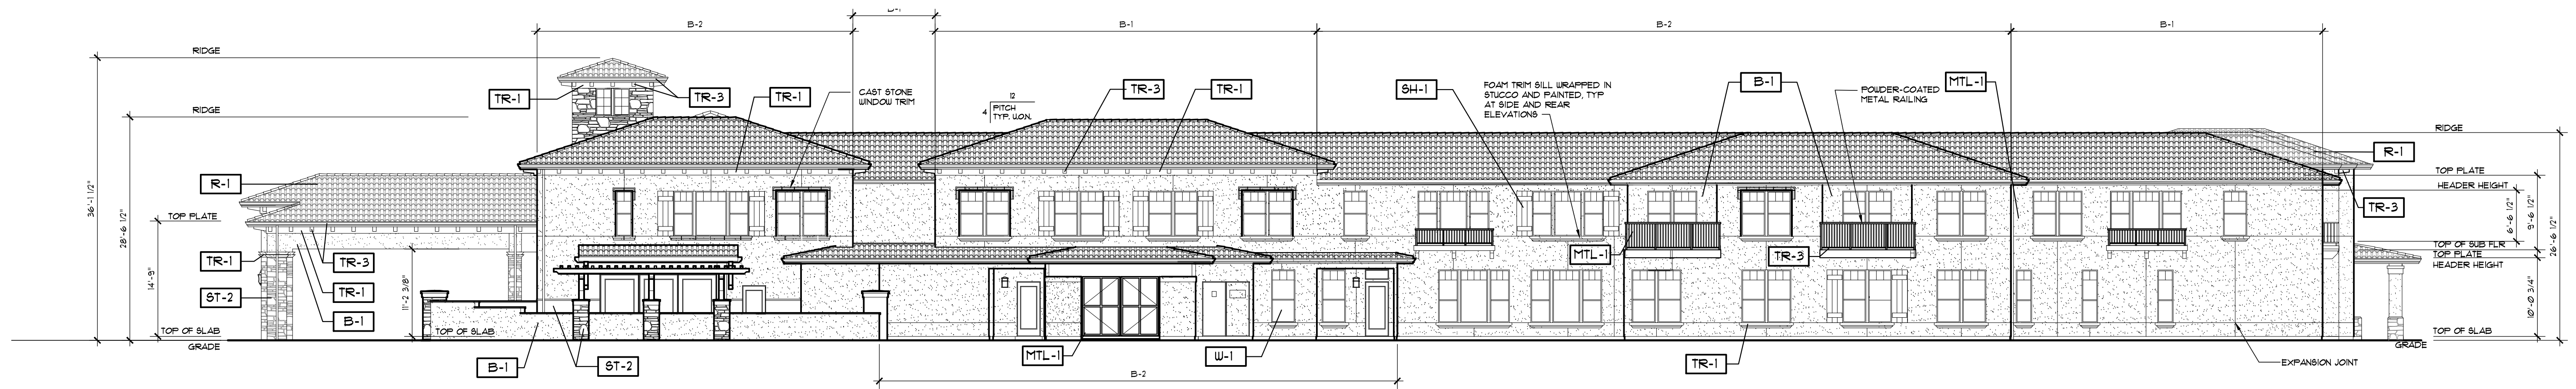 B-2
B-1
B-1
B-2
B-1
RIDGE
36'-1 1/2"
TR-1
TR-3
TR-1
CAST STONE
WINDOW TRIM
12
4
PITCH
TYP. U.O.N.
TR-3
TR-1
SH-1
FOAM TRIM SILL WRAPPED IN
STUCCO AND PAINTED, TYP
AT SIDE AND REAR
ELEVATIONS
B-1
POWDER-COATED
METAL RAILING
MTL-1
RIDGE
28'-6 1/2"
RIDGE
R-1
TOP PLATE
HEADER HEIGHT
6'-6 1/2"
9'-6 1/2"
26'-6 1/2"
TR-3
R-1
TOP PLATE
14'-9"
TR-1
TR-3
11'-2 3/8"
ST-2
TR-1
B-1
MTL-1
TR-3
TOP OF SUB FLR
TOP PLATE
HEADER HEIGHT
10'-0 3/4"
TOP OF SLAB
TOP OF SLAB
TOP OF SLAB
GRADE
GRADE
B-1
ST-2
MTL-1
W-1
TR-1
EXPANSION JOINT
B-2